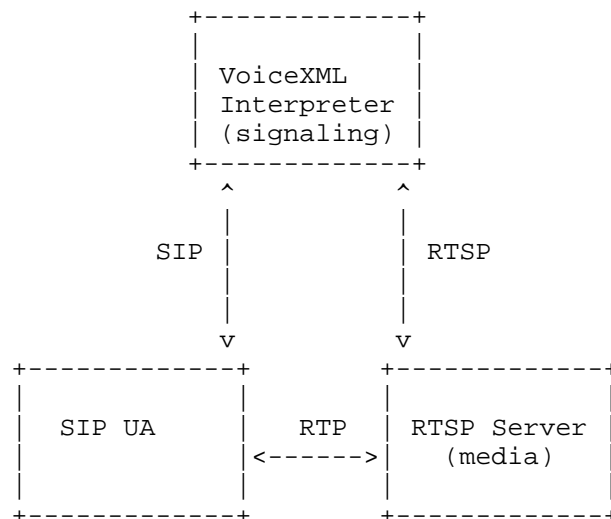 VoiceXML
Interpreter
(signaling)
SIP RTSP
SIP UA RTP RTSP Server
(media)